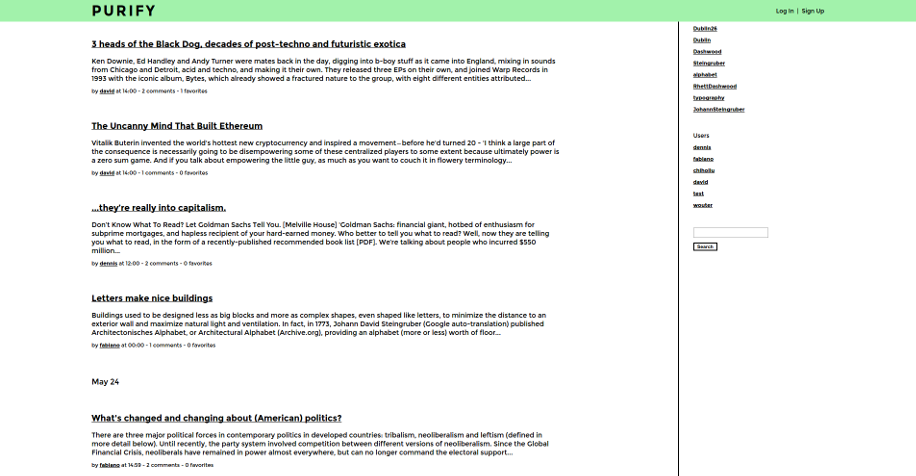 PURIFY
Log In | Sign Up
3 heads of the Black Dog, decades of post-techno and futuristic exotica
Ken Downie, Ed Handley and Andy Turner were mates back in the day, digging into b-boy stuff as it came into England, mixing in sounds
from Chicago and Detroit, acid and techno, and making it their own. They released three EPs on their own, and joined Warp Records in
1993 with the iconic album, Bytes, which already showed a fractured nature to the group, with eight different entities attributed...
by david at 14:00 - 2 comments - 1 favorites
The Uncanny Mind That Built Ethereum
Vitalik Buterin invented the world's hottest new cryptocurrency and inspired a movement—before he'd turned 20 - 'I think a large part of
the consequence is necessarily going to be disempowering some of these centralized players to some extent because ultimately power is
a zero sum game. And if you talk about empowering the little guy, as much as you want to couch it in flowery terminology...
by david at 14:00 - 1 comments - 0 favorites
...they're really into capitalism.
Don't Know What To Read? Let Goldman Sachs Tell You. [Melville House] 'Goldman Sachs: financial giant, hotbed of enthusiasm for
subprime mortgages, and hapless recipient of your hard-earned money. Who better to tell you what to read? Well, now they are telling
you what to read, in the form of a recently-published recommended book list [PDF]. We're talking about people who incurred $550
million...
by dennis at 12:00 - 2 comments - 0 favorites
Letters make nice buildings
Buildings used to be designed less as big blocks and more as complex shapes, even shaped like letters, to minimize the distance to an
exterior wall and maximize natural light and ventilation. In fact, in 1773, Johann David Steingruber (Google auto-translation) published
Architectonisches Alphabet, or Architectural Alphabet (Archive.org), providing an alphabet (more or less) worth of floor...
by fabiano at 00:00 - 1 comments - 0 favorites
May 24
What's changed and changing about (American) politics?
There are three major political forces in contemporary politics in developed countries: tribalism, neoliberalism and leftism (defined in
more detail below). Until recently, the party system involved competition between different versions of neoliberalism. Since the Global
Financial Crisis, neoliberals have remained in power almost everywhere, but can no longer command the electoral support...
by fabiano at 14:59 - 2 comments - 0 favorites
Dublin26
Dublin
Dashwood
Steingruber
alphabet
RhettDashwood
typography
JohannSteingruber
Users
dennis
fabiano
chihoitu
david
test
wouter
Search